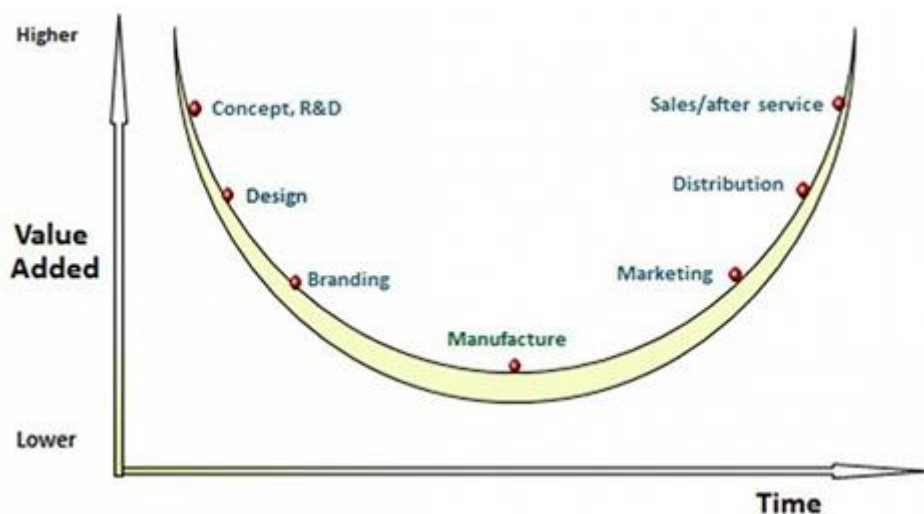 Higher
Concept, R&D
Sales/after service
Design
Distribution
Value
Added
Branding
Marketing
Manufacture
Lower
Time